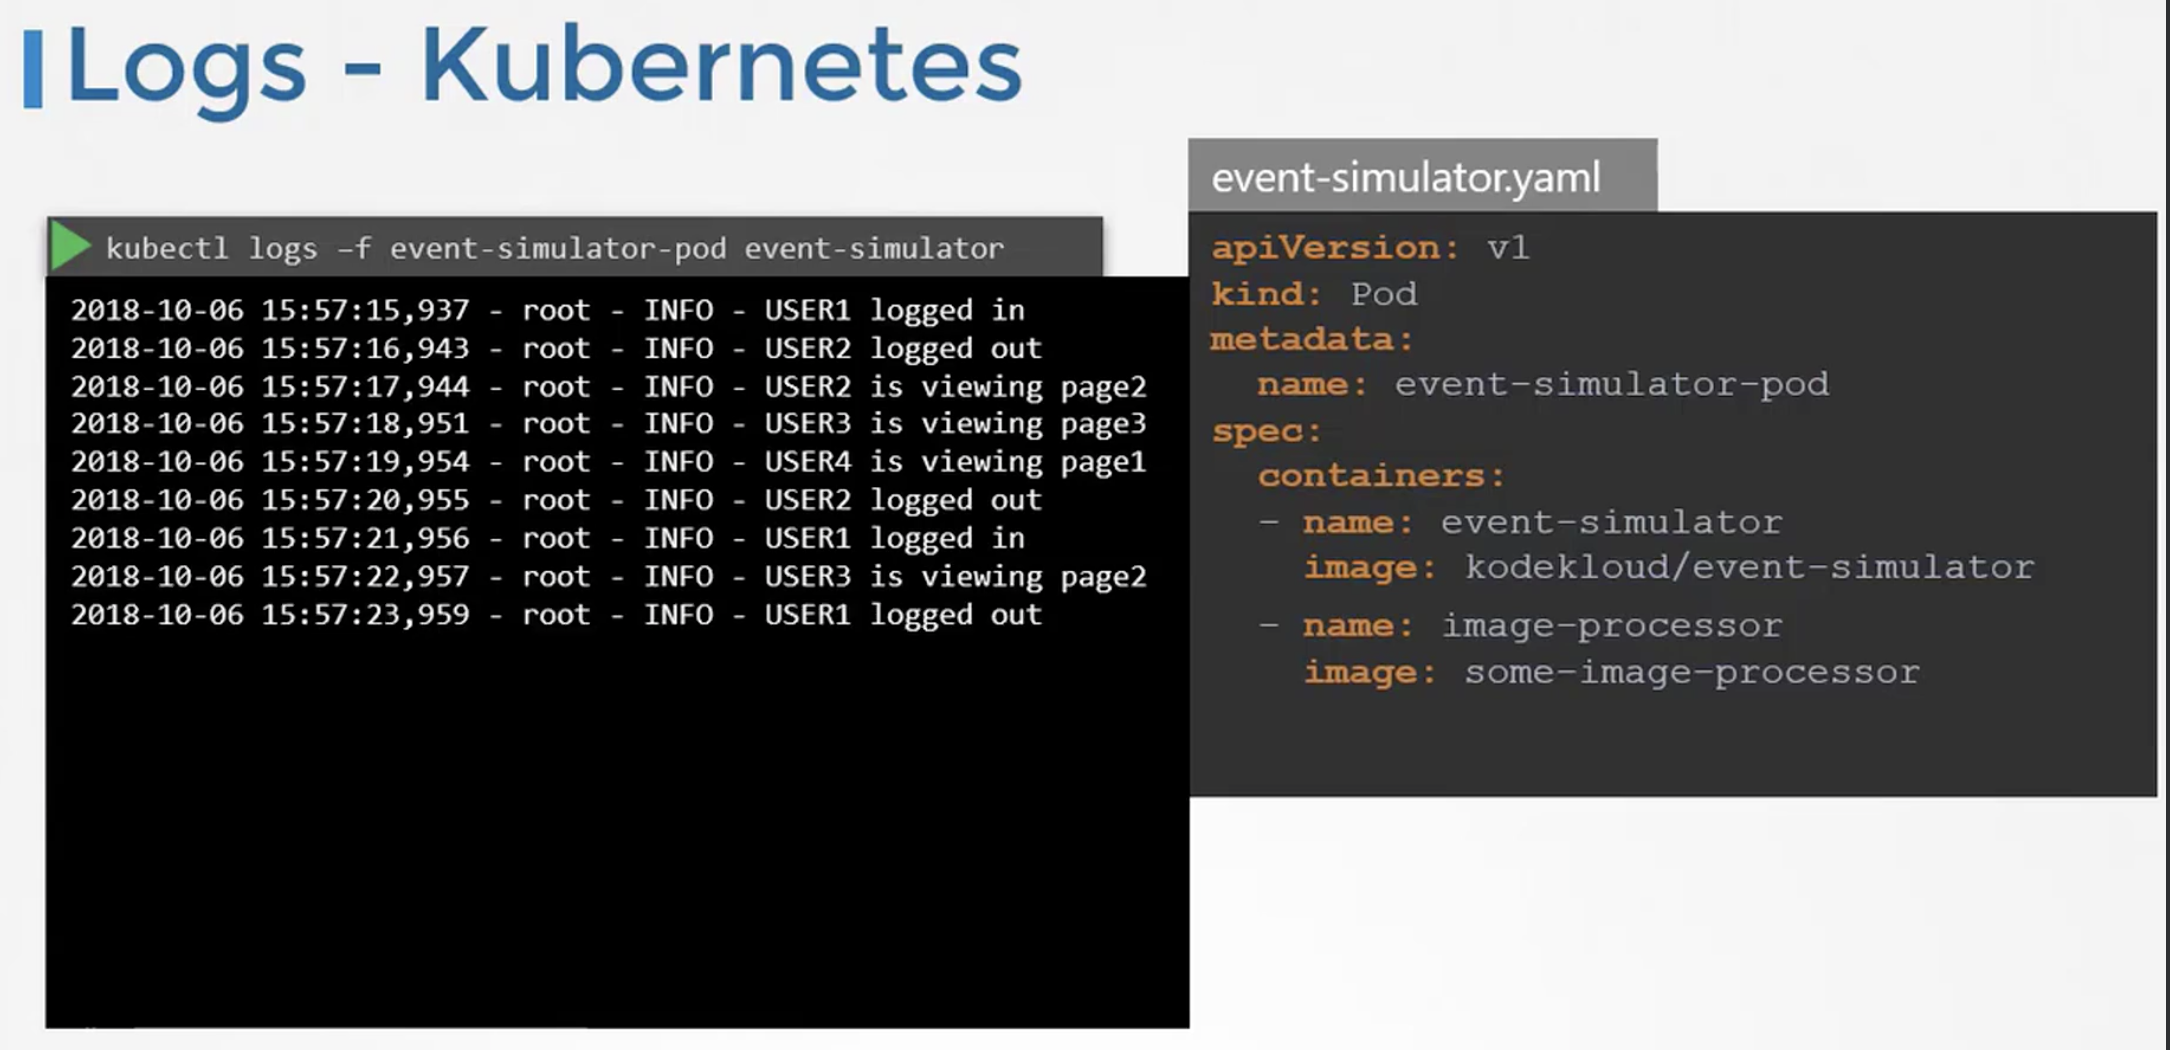 Logs - Kubernetes
kubectl logs –f event-simulator-pod event-simulator
2018-10-06 15:57:15,937 - root - INFO - USER1 logged in
2018-10-06 15:57:16,943 - root - INFO - USER2 logged out
2018-10-06 15:57:17,944 - root - INFO - USER2 is viewing page2
2018-10-06 15:57:18,951 - root - INFO - USER3 is viewing page3
2018-10-06 15:57:19,954 - root - INFO - USER4 is viewing page1
2018-10-06 15:57:20,955 - root - INFO - USER2 logged out
2018-10-06 15:57:21,956 - root - INFO - USER1 logged in
2018-10-06 15:57:22,957 - root - INFO - USER3 is viewing page2
2018-10-06 15:57:23,959 - root - INFO - USER1 logged out
event-simulator.yaml
apiVersion: v1
kind: Pod
metadata:
  name: event-simulator-pod
spec:
  containers:
  - name: event-simulator
    image: kodekloud/event-simulator
  - name: image-processor
    image: some-image-processor